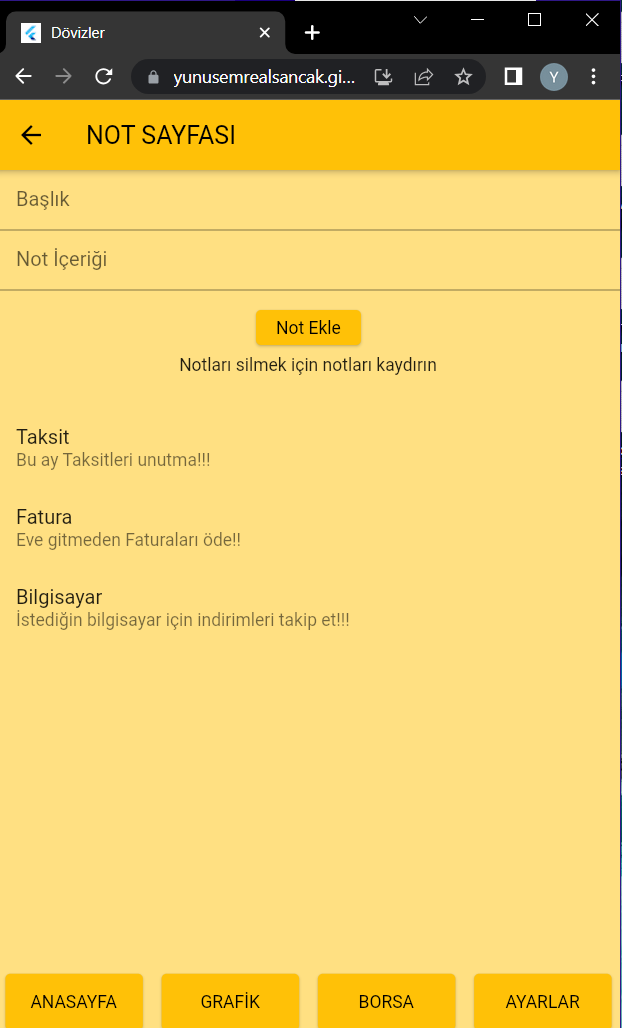 Dövizler
yunusemrealsancak.gi...
Y
NOT SAYFASI
Başlık
Not İçeriği
Not Ekle
Notları silmek için notları kaydırın
Taksit
Bu ay Taksitleri unutma!!!
Fatura
Eve gitmeden Faturaları öde!!
Bilgisayar
İstediğin bilgisayar için indirimleri takip et!!!
ANASAYFA GRAFİK BORSA AYARLAR